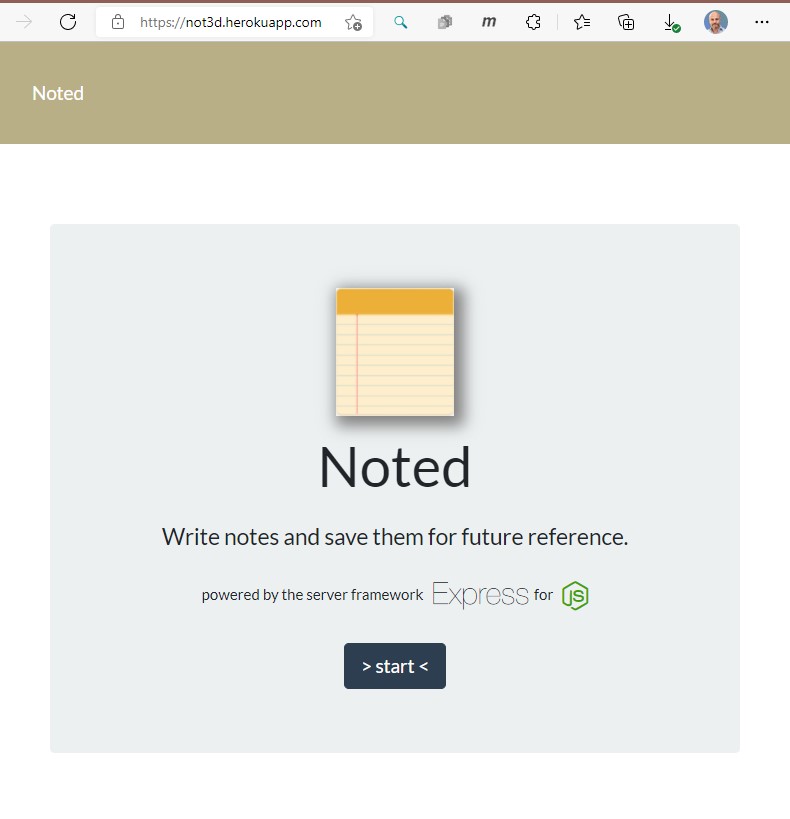 https://not3d.herokuapp.com
m
Noted
Noted
Write notes and save them for future reference.
powered by the server framework Express for JS
> start <